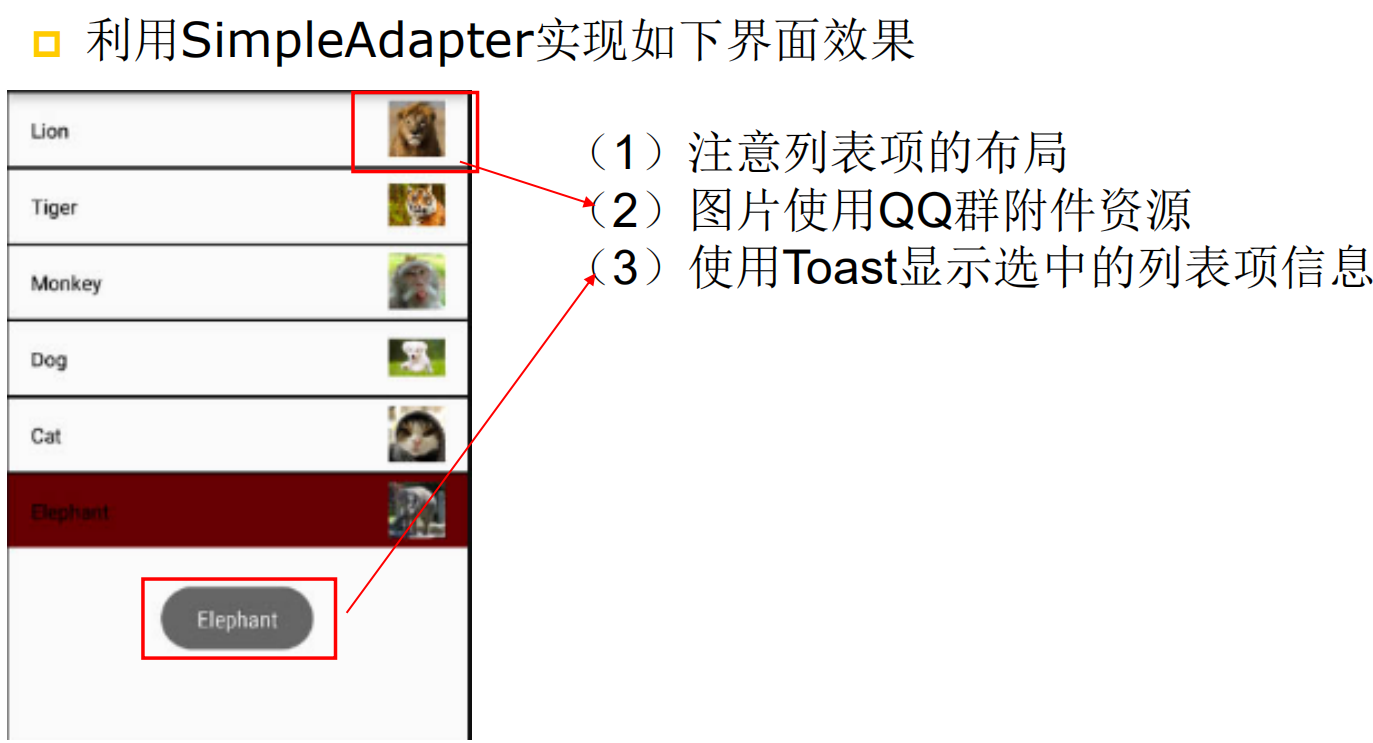 利用SimpleAdapter实现如下界面效果
Lion
Tiger
Monkey
Dog
Cat
Elephant
Elephant
（1）注意列表项的布局
（2）图片使用QQ群附件资源
（3）使用Toast显示选中的列表项信息